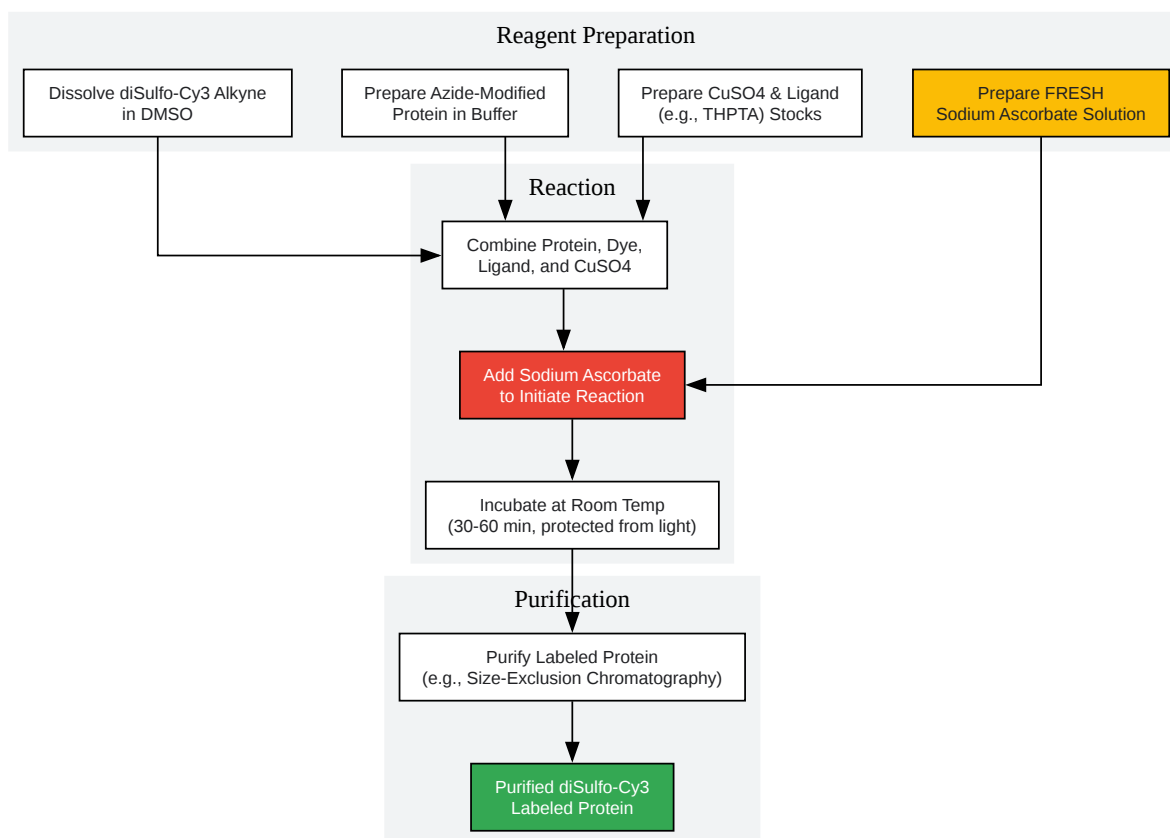 Reagent Preparation
Dissolve diSulfo-Cy3 Alkyne
in DMSO
Prepare Azide-Modified
Protein in Buffer
Prepare CuSO4 & Ligand
(e.g., THPTA) Stocks
Prepare FRESH
Sodium Ascorbate Solution
Reaction
Combine Protein, Dye,
Ligand, and CuSO4
Add Sodium Ascorbate
to Initiate Reaction
Incubate at Room Temp
(30-60 min, protected from light)
Purification
Purify Labeled Protein
(e.g., Size-Exclusion Chromatography)
Purified diSulfo-Cy3
Labeled Protein